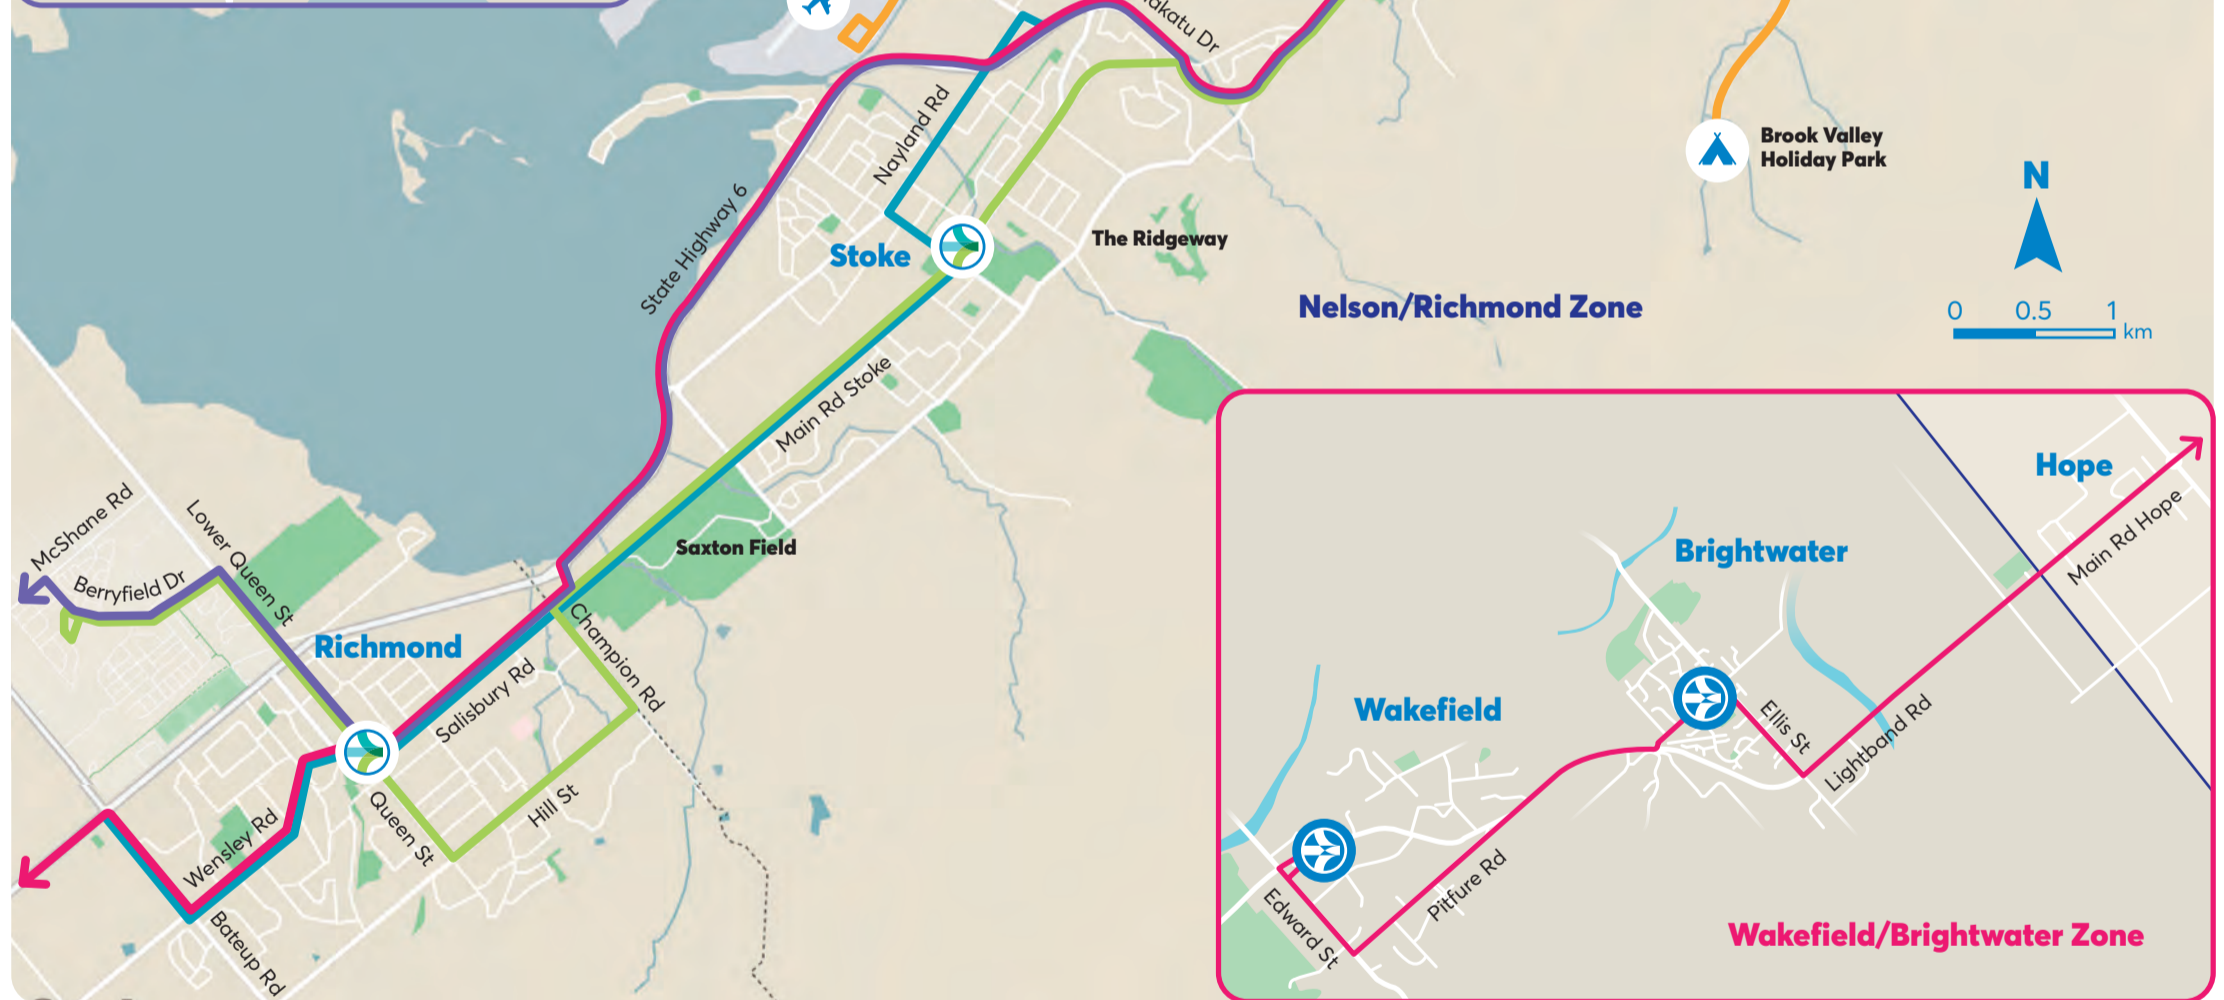 akatu Dr
Nayland Rd
Brook Valley
Holiday Park
N
State Highway 6
Stoke
The Ridgeway
Nelson/Richmond Zone
0 0.5 1
km
Main Rd Stoke
McShane Rd
Lower Queen St
Berryfield Dr
Saxton Field
Richmond
Champion Rd
Salisbury Rd
Hill St
Queen St
Wensley Rd
Bateup Rd
Hope
Main Rd Hope
Brightwater
Wakefield
Ellis St
Lightband Rd
Pitfure Rd
Edward St
Wakefield/Brightwater Zone